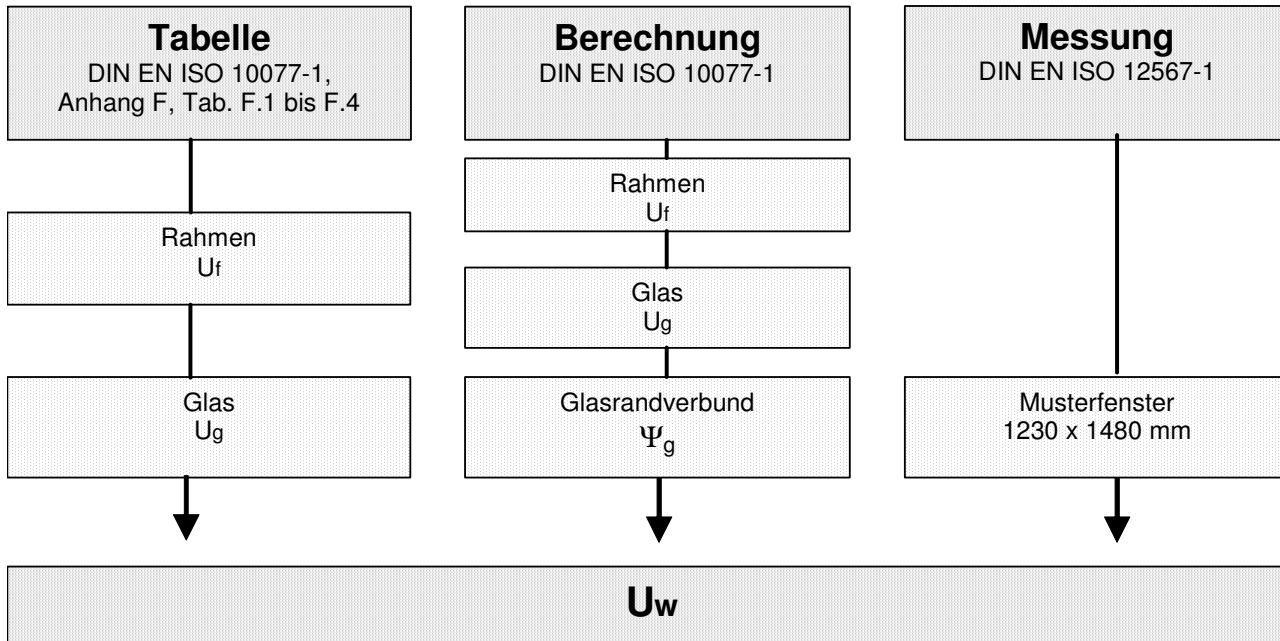 Tabelle
DIN EN ISO 10077-1,
Anhang F, Tab. F.1 bis F.4
Rahmen
Uf
Glas
Ug
Berechnung
DIN EN ISO 10077-1
Rahmen
Uf
Glas
Ug
Glasrandverbund
Ψg
Messung
DIN EN ISO 12567-1
Musterfenster
1230 x 1480 mm
Uw